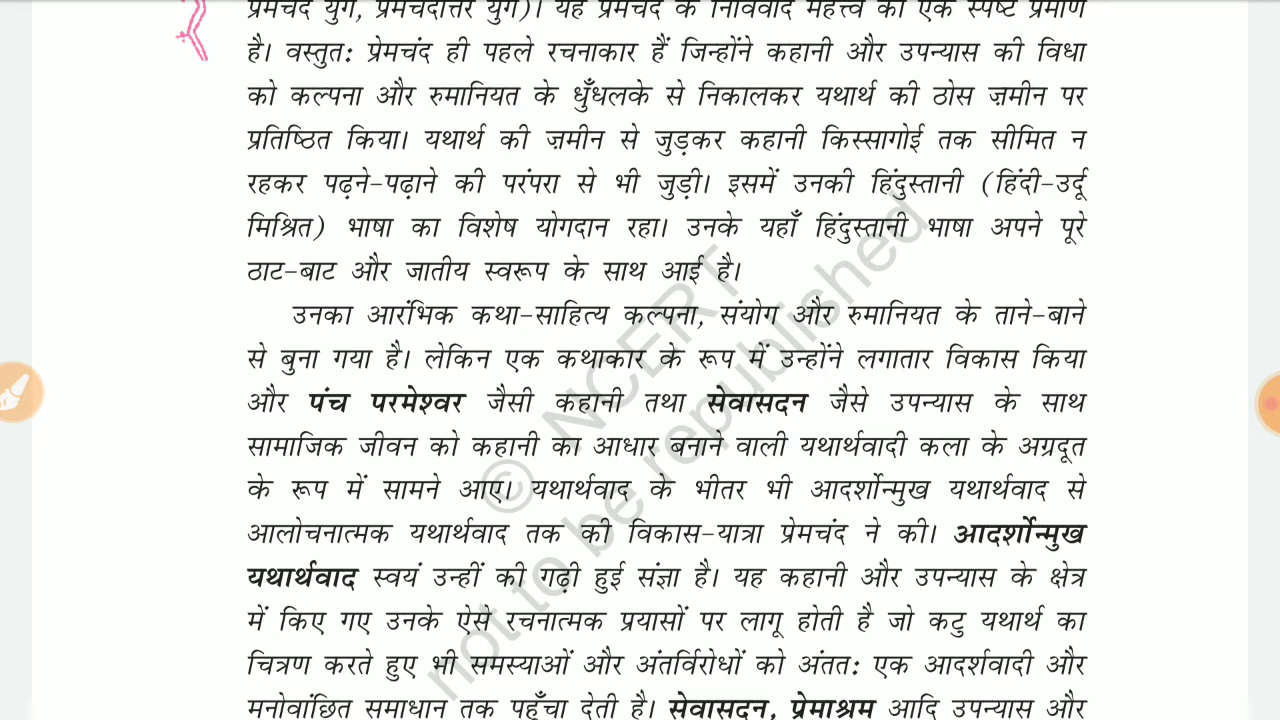 प्रेमचंद युग, प्रेमचंदोत्तर युग)। यह प्रेमचंद के निर्विवाद महत्त्व का एक स्पष्ट प्रमाण
है। वस्तुतः प्रेमचंद ही पहले रचनाकार हैं जिन्होंने कहानी और उपन्यास की विधा
को कल्पना और रुमानियत के धुँधलके से निकालकर यथार्थ की ठोस ज़मीन पर
प्रतिष्ठित किया। यथार्थ की ज़मीन से जुड़कर कहानी किस्सागोई तक सीमित न
रहकर पढ़ने-पढ़ाने की परंपरा से भी जुड़ी। इसमें उनकी हिंदुस्तानी (हिंदी-उर्दू
मिश्रित) भाषा का विशेष योगदान रहा। उनके यहाँ हिंदुस्तानी भाषा अपने पूरे
ठाट-बाट और जातीय स्वरूप के साथ आई है।
उनका आरंभिक कथा-साहित्य कल्पना, संयोग और रुमानियत के ताने-बाने
से बुना गया है। लेकिन एक कथाकार के रूप में उन्होंने लगातार विकास किया
और पंच परमेश्वर जैसी कहानी तथा सेवासदन जैसे उपन्यास के साथ
सामाजिक जीवन को कहानी का आधार बनाने वाली यथार्थवादी कला के अग्रदूत
के रूप में सामने आए। यथार्थवाद के भीतर भी आदर्शोन्मुख यथार्थवाद से
आलोचनात्मक यथार्थवाद तक की विकास-यात्रा प्रेमचंद ने की। आदर्शोन्मुख
यथार्थवाद स्वयं उन्हीं की गढ़ी हुई संज्ञा है। यह कहानी और उपन्यास के क्षेत्र
में किए गए उनके ऐसे रचनात्मक प्रयासों पर लागू होती है जो कटु यथार्थ का
चित्रण करते हुए भी समस्याओं और अंतर्विरोधों को अंततः एक आदर्शवादी और
मनोवांछित समाधान तक पहुँचा देती है। सेवासदन, प्रेमाश्रम आदि उपन्यास और
© NCERT
not to be republished